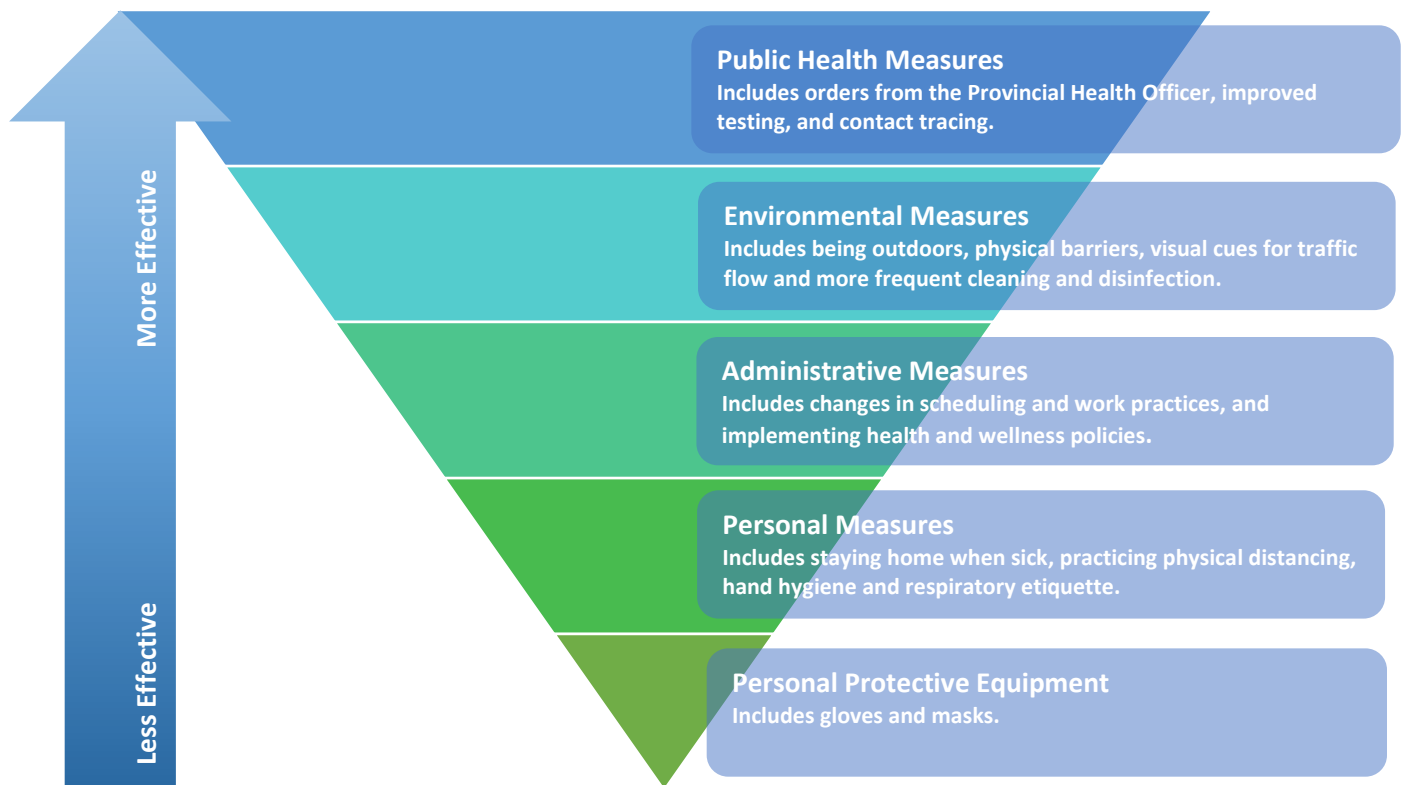 Public Health Measures
Includes orders from the Provincial Health Officer, improved
testing, and contact tracing.
More Effective
Environmental Measures
Includes being outdoors, physical barriers, visual cues for traffic
flow and more frequent cleaning and disinfection.
Administrative Measures
Includes changes in scheduling and work practices, and
implementing health and wellness policies.
Personal Measures
Includes staying home when sick, practicing physical distancing,
hand hygiene and respiratory etiquette.
Less Effective
Personal Protective Equipment
Includes gloves and masks.